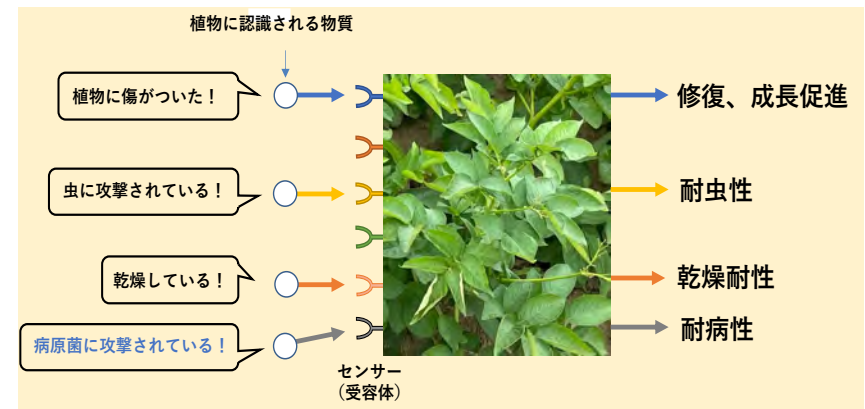 植物に認識される物質
植物に傷がついた！
修復、成長促進
虫に攻撃されている！
耐虫性
乾燥している！
乾燥耐性
病原菌に攻撃されている！
耐病性
センサー
（受容体）